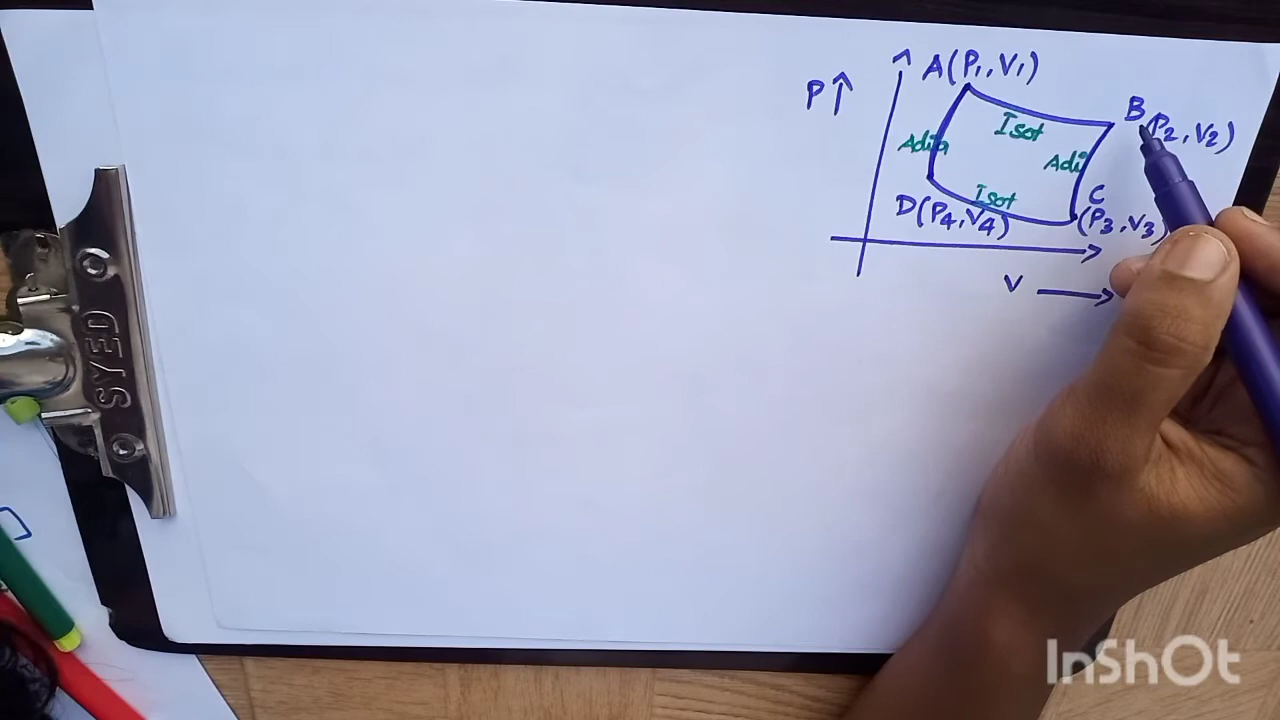 A(P₁,V₁)
P↑
B(P₂,V₂)
Isot
Adia
Adi
Isot
C
D(P₄,V₄)
(P₃,V₃)
V →
SYED
InShOt